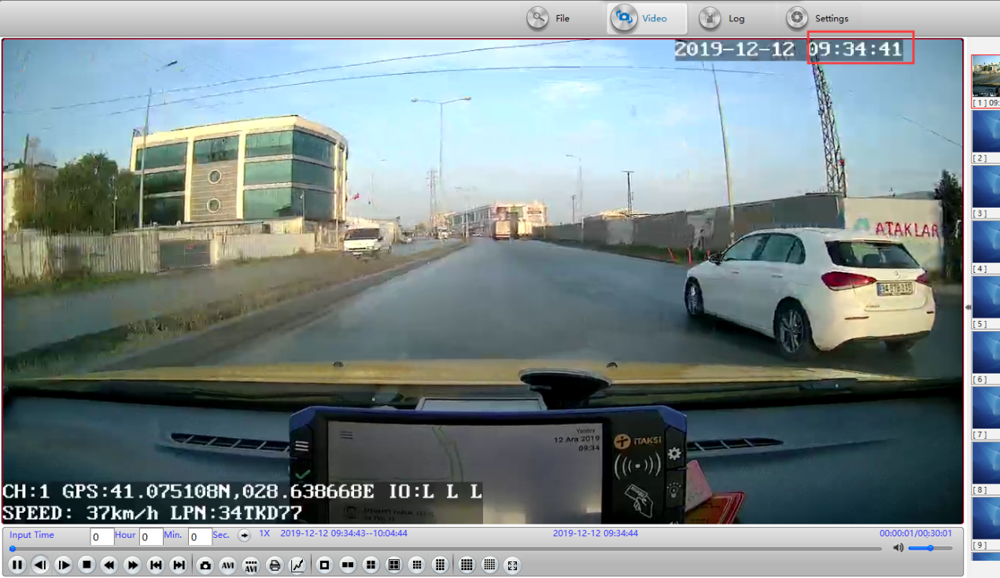 File Video Log Settings
2019-12-12 09:34:41
ATAKLAR
Yandex
12 Ara 2019
09:34
iTAKSi
CH:1 GPS:41.075108N,028.638668E IO:L L L
SPEED: 37km/h LPN:34TKD77
Input Time 0 Hour 0 Min. 0 Sec. 1X 2019-12-12 09:34:43--10:04:44 2019-12-12 09:34:44 00:00:01/00:30:01
AVI AVI
[ 1 ] 09:
[ 2 ]
[ 3 ]
[ 4 ]
[ 5 ]
[ 6 ]
[ 7 ]
[ 8 ]
[ 9 ]